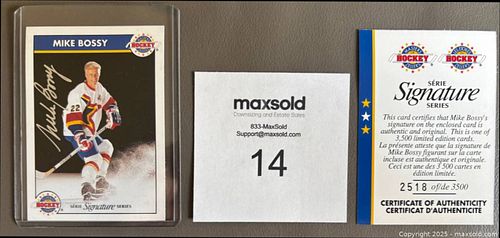 MIKE BOSSY
HOCKEY
Mike Bossy
22
HOCKEY
SÉRIE Signature SERIES
maxsold
Downsizing and Estate Sales
833-MaxSold
Support@maxsold.com
14
HOCKEY HOCKEY
SÉRIE
Signature
SERIES
This card certifies that Mike Bossy's
signature on the enclosed card is
authentic and original. This is one of
3,500 limited edition cards.
La présente atteste que la signature de
Mike Bossy figurant sur la carte
incluse est authentique et originale.
Ceci est une des 3 500 cartes en
édition limitée.
2518 of/de 3500
CERTIFICATE OF AUTHENTICITY
CERTIFICAT D'AUTHENTICITÉ
Copyright 2025 - maxsold.com